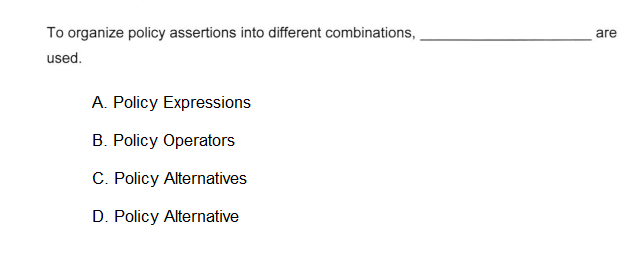 To organize policy assertions into different combinations, ______________________ are
used.
A. Policy Expressions
B. Policy Operators
C. Policy Alternatives
D. Policy Alternative